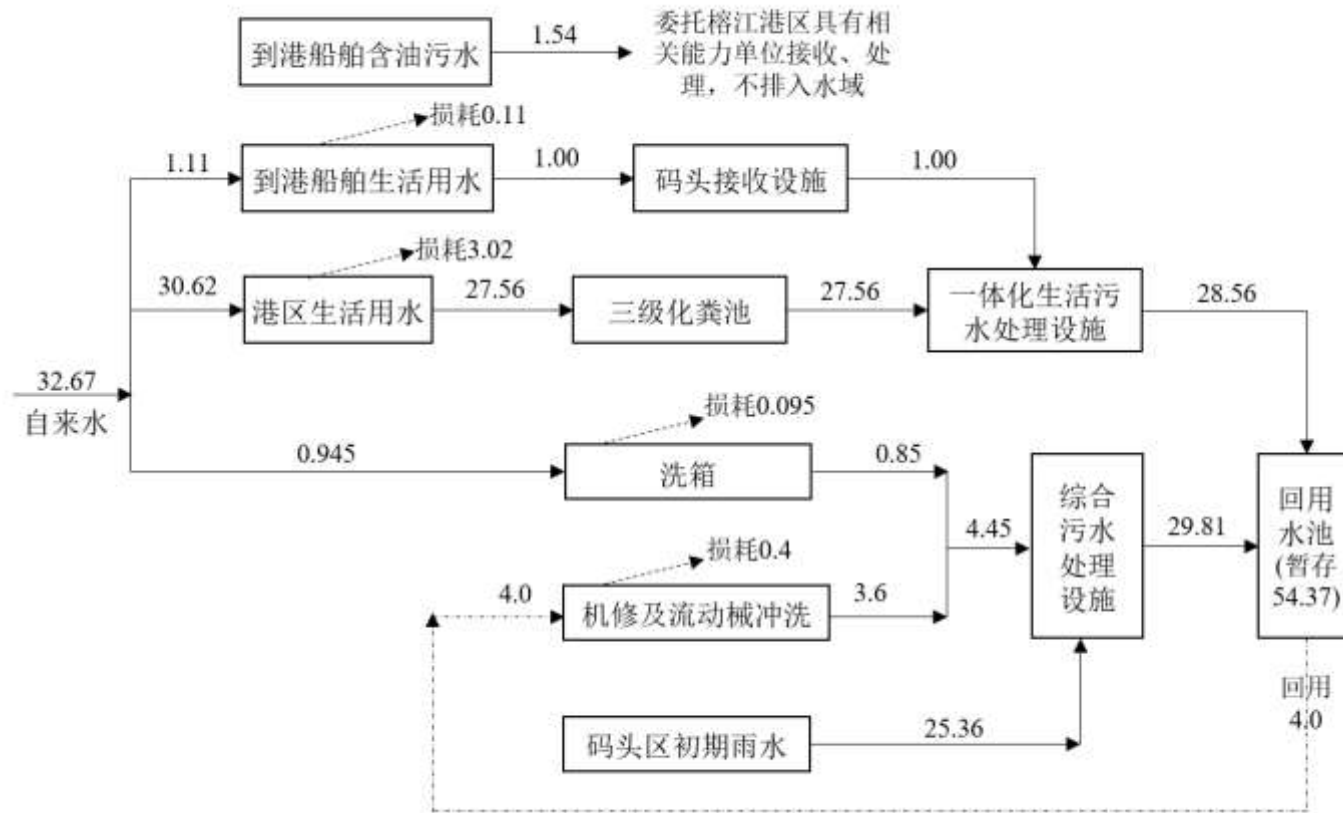 到港船舶含油污水
1.54
委托榕江港区具有相
关能力单位接收、处
理，不排入水域
损耗0.11
1.11
到港船舶生活用水
1.00
码头接收设施
1.00
损耗3.02
30.62
港区生活用水
27.56
三级化粪池
27.56
一体化生活污
水处理设施
28.56
32.67
自来水
损耗0.095
0.945
洗箱
0.85
4.45
综合
污水
处理
设施
29.81
回用
水池
(暂存
54.37)
损耗0.4
4.0
机修及流动械冲洗
3.6
回用
4.0
码头区初期雨水
25.36